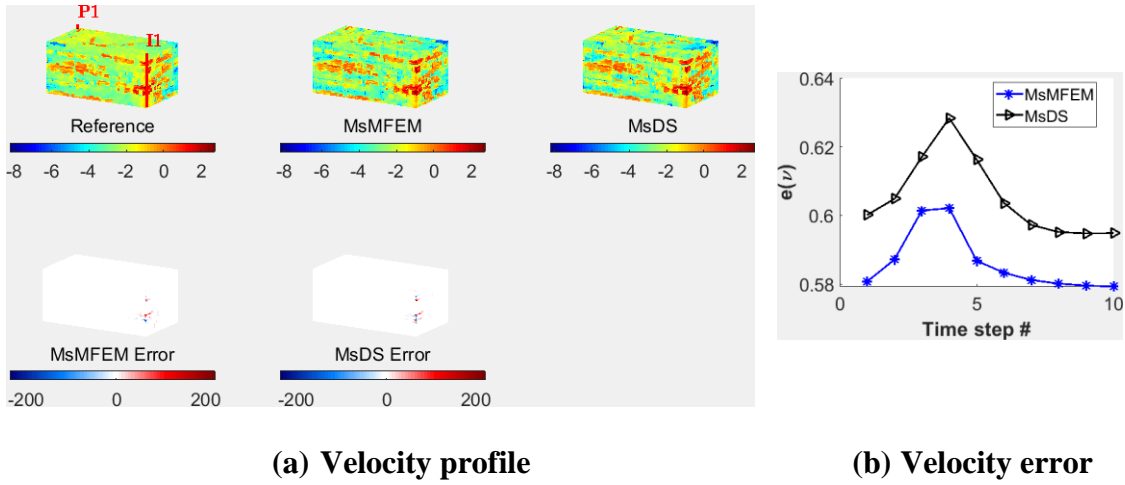 P1
I1
Reference
MsMFEM
MsDS
-8 -6 -4 -2 0 2
-8 -6 -4 -2 0 2
-8 -6 -4 -2 0 2
MsMFEM Error
MsDS Error
-200 0 200
-200 0 200
(a) Velocity profile
0.64
0.62
0.6
0.58
e(ν)
0 5 10
Time step #
MsMFEM
MsDS
(b) Velocity error